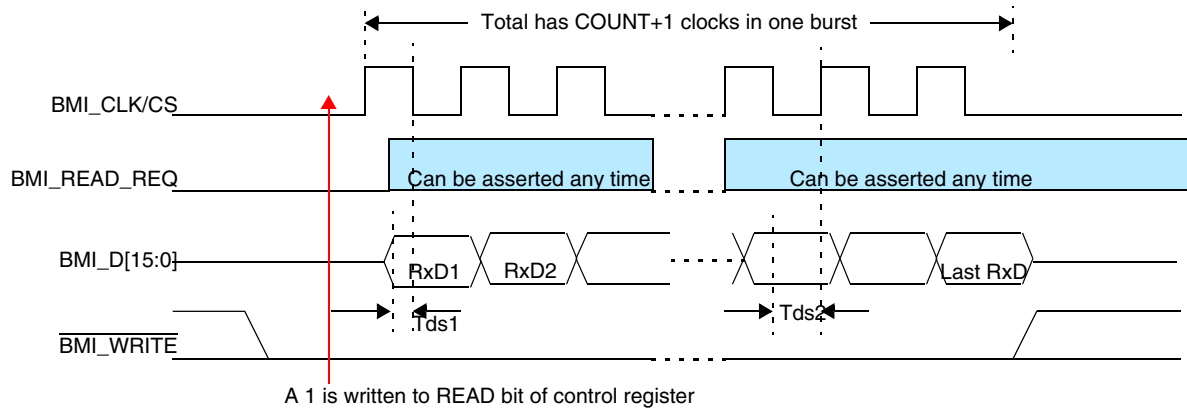 Total has COUNT+1 clocks in one burst
BMI_CLK/CS
BMI_READ_REQ
Can be asserted any time
Can be asserted any time
BMI_D[15:0]
RxD1
RxD2
Last RxD
Tds1
Tds2
BMI_WRITE
A 1 is written to READ bit of control register